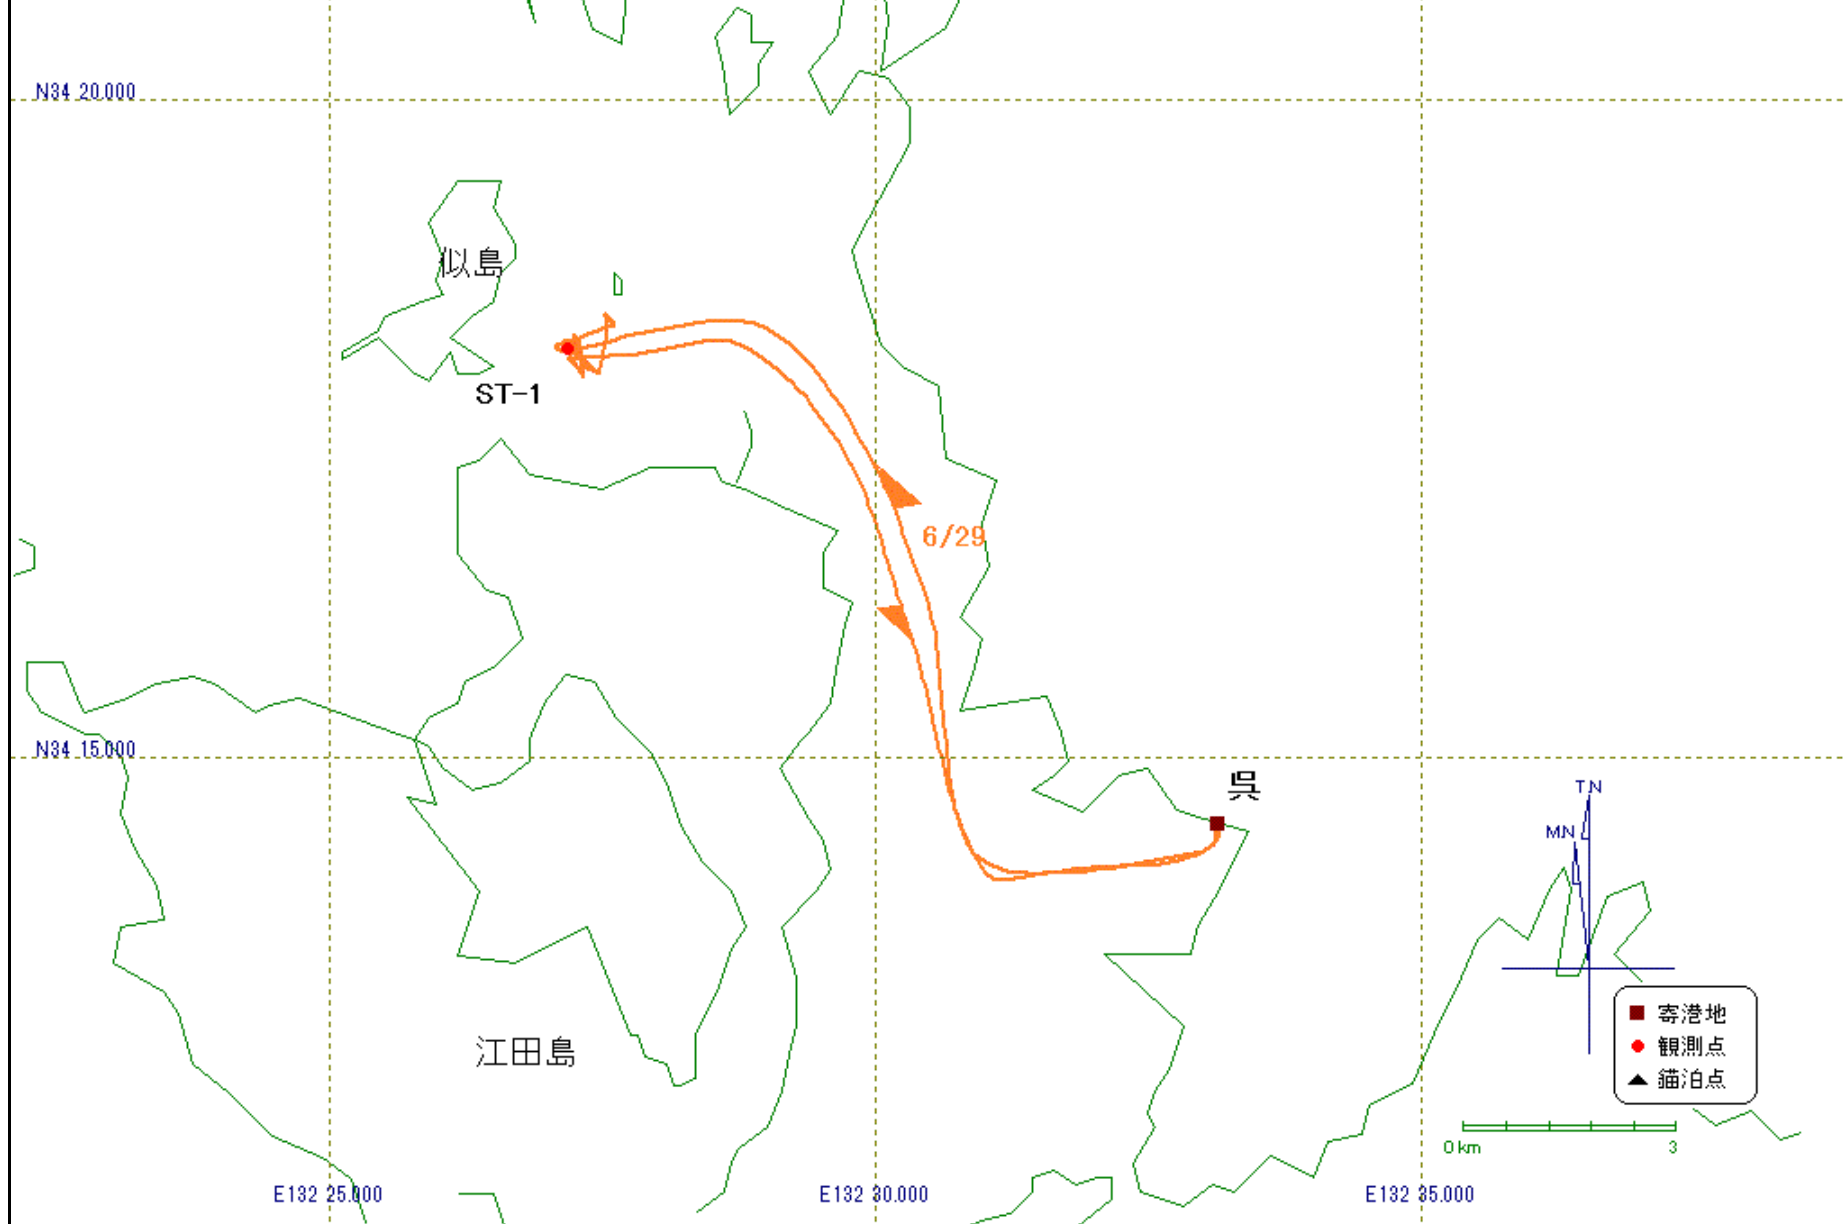 N34 20.000
似島
ST-1
6/29
N34 15.000
呉
TN
MN
江田島
寄港地
観測点
錨泊点
0 km 3
E132 25.000
E132 30.000
E132 35.000